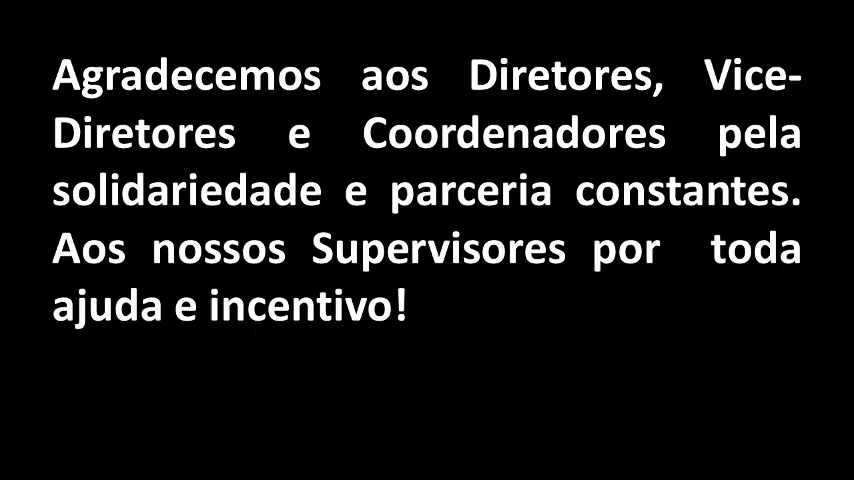 Agradecemos aos Diretores, Vice-
Diretores e Coordenadores pela
solidariedade e parceria constantes.
Aos nossos Supervisores por toda
ajuda e incentivo!